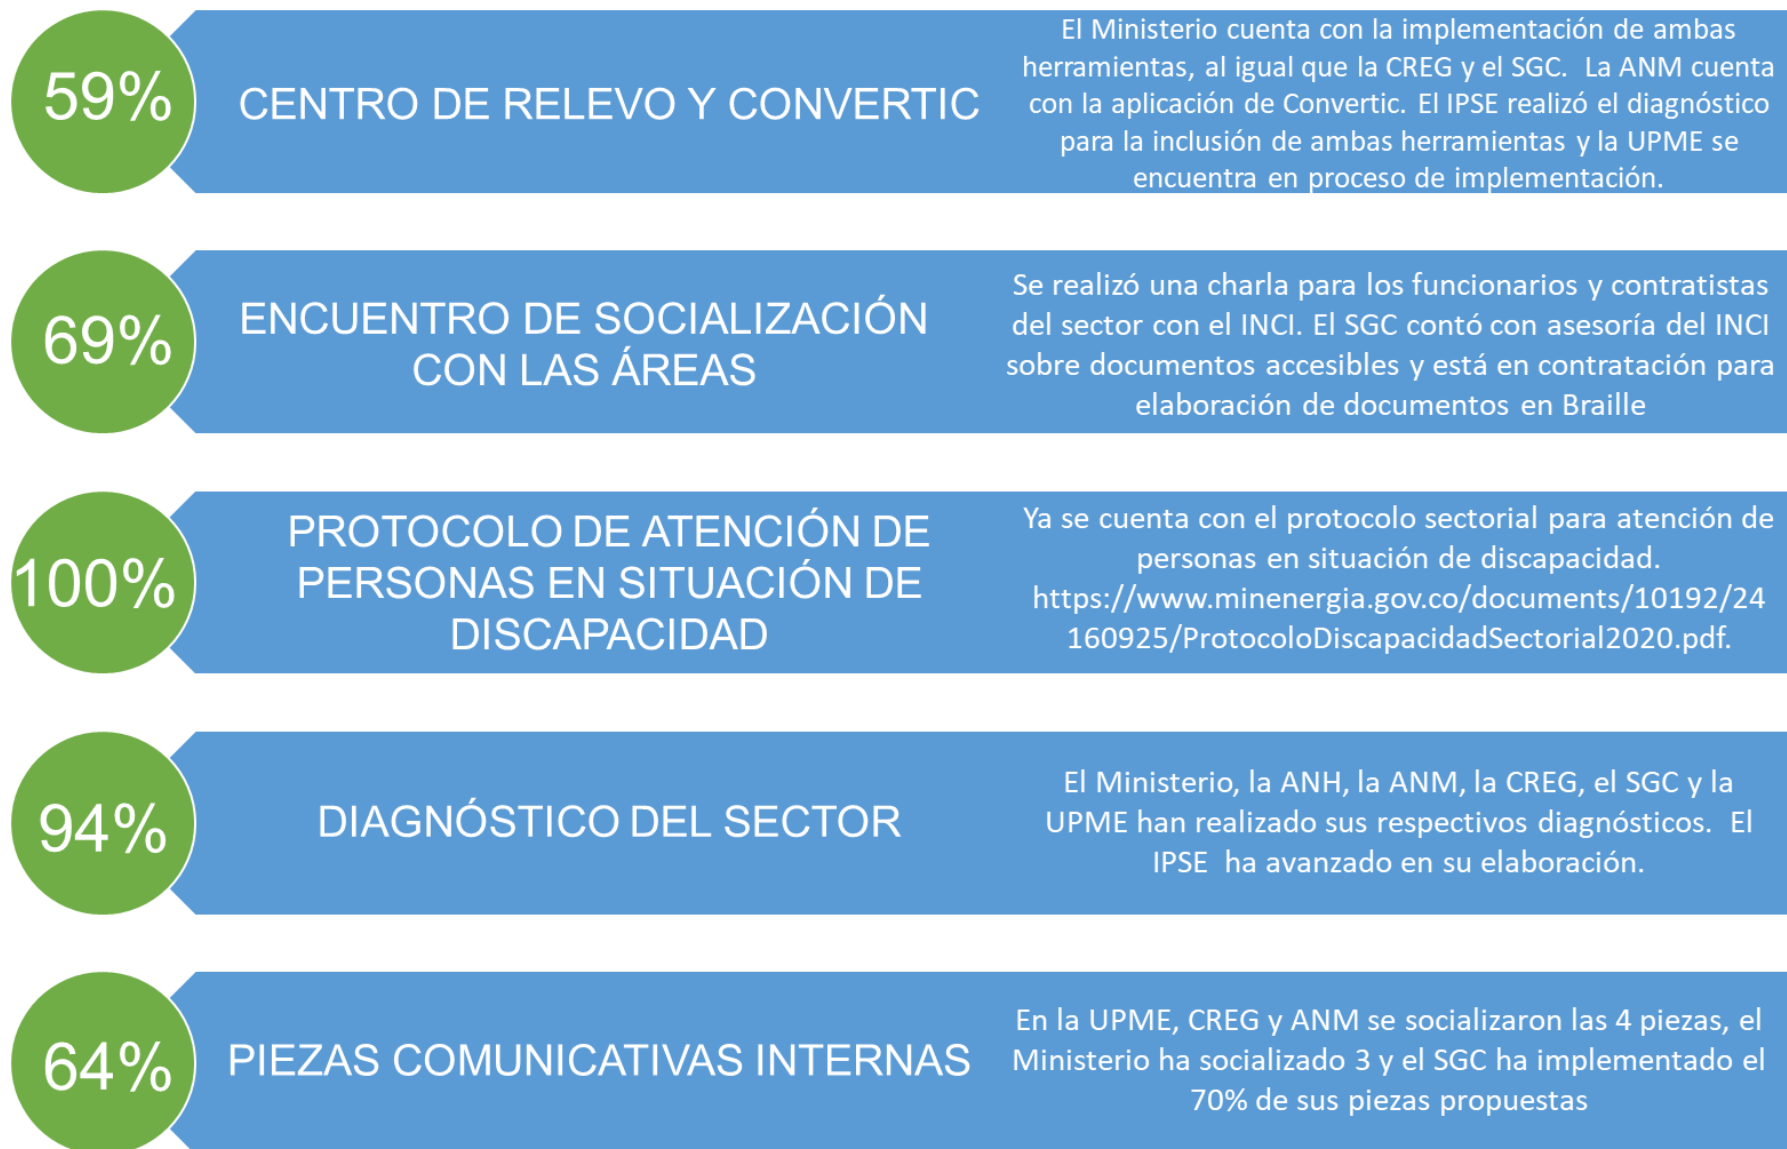 59%
CENTRO DE RELEVO Y CONVERTIC
El Ministerio cuenta con la implementación de ambas
herramientas, al igual que la CREG y el SGC.  La ANM cuenta
con la aplicación de Convertic. El IPSE realizó el diagnóstico
para la inclusión de ambas herramientas y la UPME se
encuentra en proceso de implementación.
69%
ENCUENTRO DE SOCIALIZACIÓN
CON LAS ÁREAS
Se realizó una charla para los funcionarios y contratistas
del sector con el INCI. El SGC contó con asesoría del INCI
sobre documentos accesibles y está en contratación para
elaboración de documentos en Braille
100%
PROTOCOLO DE ATENCIÓN DE
PERSONAS EN SITUACIÓN DE
DISCAPACIDAD
Ya se cuenta con el protocolo sectorial para atención de
personas en situación de discapacidad.
https://www.minenergia.gov.co/documents/10192/24
160925/ProtocoloDiscapacidadSectorial2020.pdf.
94%
DIAGNÓSTICO DEL SECTOR
El Ministerio, la ANH, la ANM, la CREG, el SGC y la
UPME han realizado sus respectivos diagnósticos.  El
IPSE  ha avanzado en su elaboración.
64%
PIEZAS COMUNICATIVAS INTERNAS
En la UPME, CREG y ANM se socializaron las 4 piezas, el
Ministerio ha socializado 3 y el SGC ha implementado el
70% de sus piezas propuestas